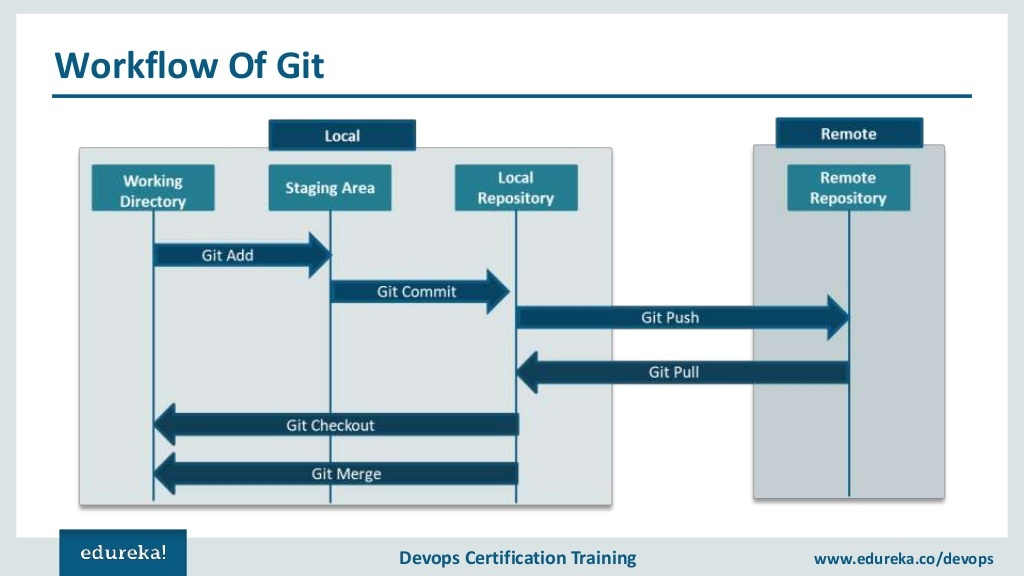 Workflow Of Git
Local
Remote
Working
Directory
Staging Area
Local
Repository
Remote
Repository
Git Add
Git Commit
Git Push
Git Pull
Git Checkout
Git Merge
edureka!
Devops Certification Training
www.edureka.co/devops